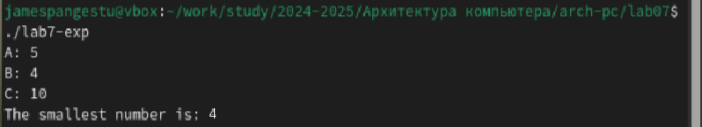 jamespangestu@vbox:~/work/study/2024-2025/Архитектура компьютера/arch-pc/lab07$
./lab7-exp
A: 5
B: 4
C: 10
The smallest number is: 4